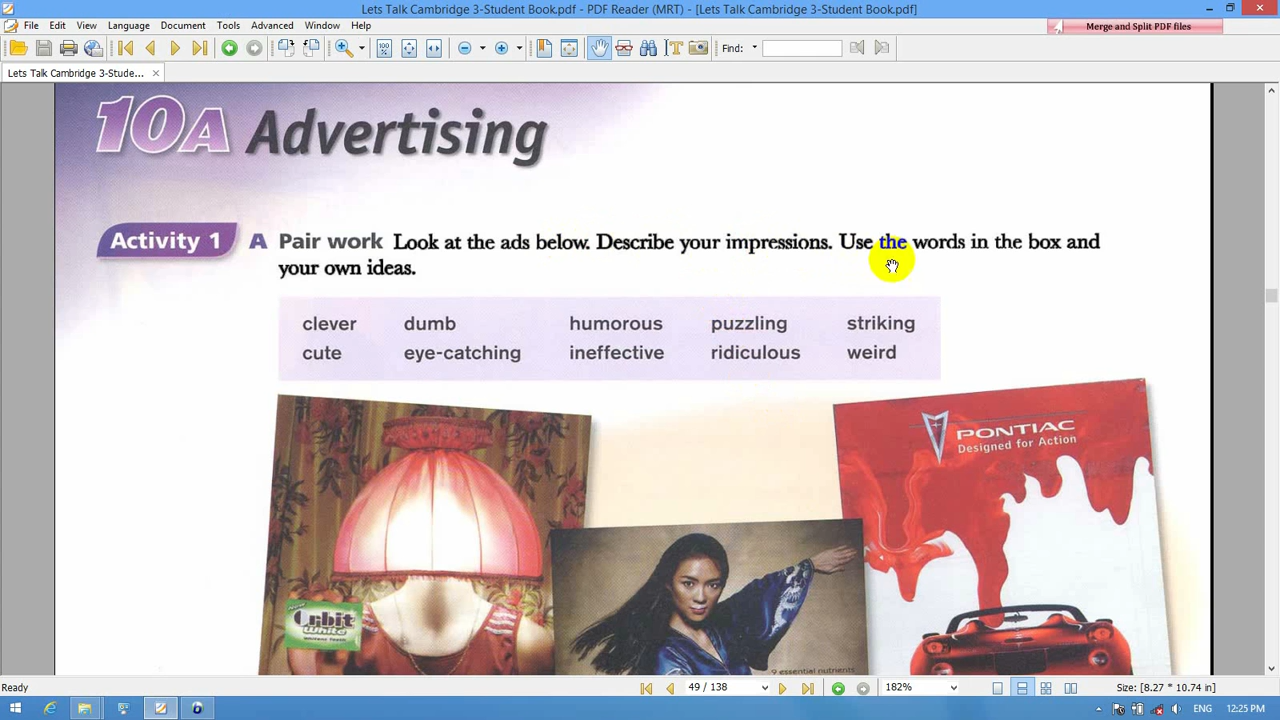 Lets Talk Cambridge 3-Student Book.pdf - PDF Reader (MRT) - [Lets Talk Cambridge 3-Student Book.pdf]
File Edit View Language Document Tools Advanced Window Help
Merge and Split PDF files
Find:
Lets Talk Cambridge 3-Stude...
10A Advertising
Activity 1 A Pair work Look at the ads below. Describe your impressions. Use the words in the box and
your own ideas.
clever dumb humorous puzzling striking
cute eye-catching ineffective ridiculous weird
PONTIAC
Designed for Action
Orbit
White
9 essential nutrients
Ready 49 / 138 182% Size: [8.27 * 10.74 in]
ENG 12:25 PM